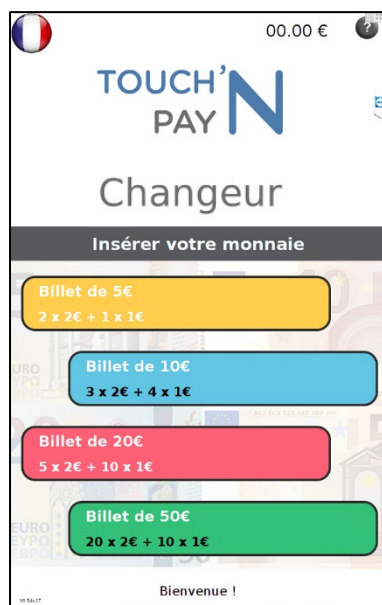 00.00 €
?
TOUCH'N
PAY
Changeur
Insérer votre monnaie
Billet de 5€
2 x 2€ + 1 x 1€
Billet de 10€
3 x 2€ + 4 x 1€
Billet de 20€
5 x 2€ + 10 x 1€
Billet de 50€
20 x 2€ + 10 x 1€
Bienvenue !